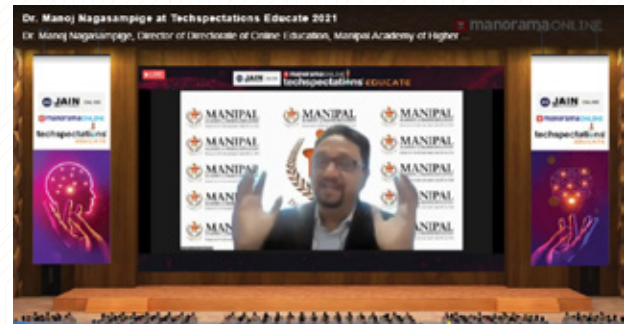 Dr. Manoj Nagasampige at Techspectations Educate 2021
Dr. Manoj Nagasampige, Director of Directorate of Online Education, Manipal Academy of Higher ...
manoramaONLINE
LIVE
JAIN ONLINE
manoramaONLINE
techspectations EDUCATE
JAIN ONLINE
manoramaONLINE
techspectations
EDUCATE
JAIN ONLINE
manoramaONLINE
techspectations
EDUCATE
MANIPAL
MANIPAL
MANIPAL
MANIPAL
MANIPAL
MANIPAL
MANIPAL
MANIPAL
MANIPAL